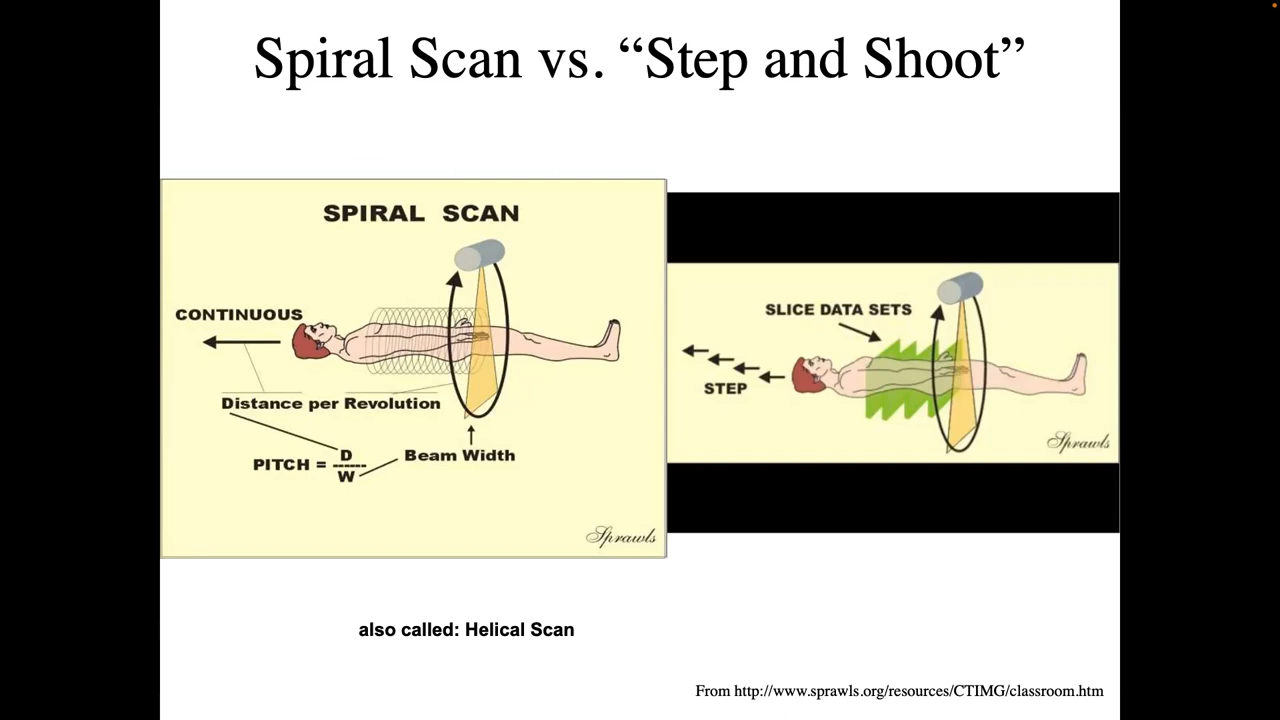 Spiral Scan vs. “Step and Shoot”
SPIRAL SCAN
CONTINUOUS
Distance per Revolution
PITCH = D
------
W
Beam Width
Sprawls
SLICE DATA SETS
STEP
Sprawls
also called: Helical Scan
From http://www.sprawls.org/resources/CTIMG/classroom.htm